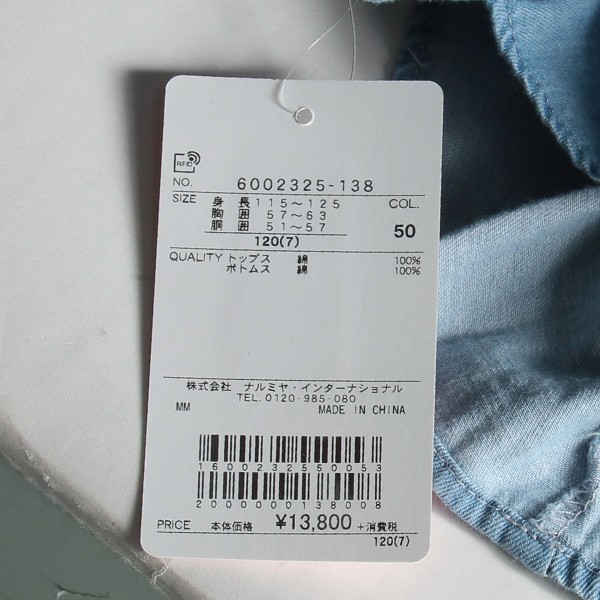 RFID
NO. 6002325-138
SIZE 身 長 115～125 COL.
胸 囲 57～63
胴 囲 51～57 50
120(7)
QUALITY トップス 綿 100%
ボトムス 綿 100%
株式会社 ナルミヤ・インターナショナル
TEL. 0120-985-080
MM MADE IN CHINA
1600232550053
2000000138008
PRICE 本体価格 ¥13,800 +消費税
120(7)